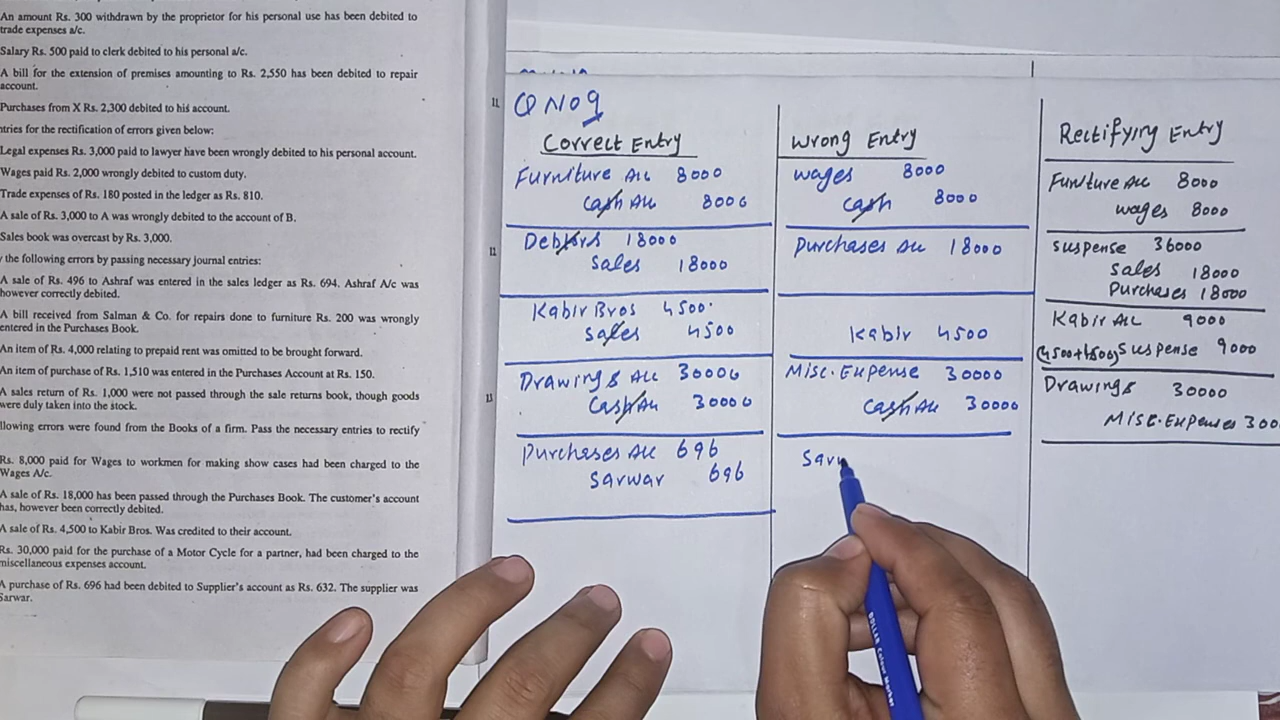 An amount Rs. 300 withdrawn by the proprietor for his personal use has been debited to
trade expenses a/c.
Salary Rs. 500 paid to clerk debited to his personal a/c.
A bill for the extension of premises amounting to Rs. 2,550 has been debited to repair
account.
Purchases from X Rs. 2,300 debited to his account.
ntries for the rectification of errors given below:
Legal expenses Rs. 3,000 paid to lawyer have been wrongly debited to his personal account.
Wages paid Rs. 2,000 wrongly debited to custom duty.
Trade expenses of Rs. 180 posted in the ledger as Rs. 810.
A sale of Rs. 3,000 to A was wrongly debited to the account of B.
Sales book was overcast by Rs. 3,000.
the following errors by passing necessary journal entries:
A sale of Rs. 496 to Ashraf was entered in the sales ledger as Rs. 694. Ashraf A/c was
however correctly debited.
A bill received from Salman & Co. for repairs done to furniture Rs. 200 was wrongly
entered in the Purchases Book.
An item of Rs. 4,000 relating to prepaid rent was omitted to be brought forward.
An item of purchase of Rs. 1,510 was entered in the Purchases Account at Rs. 150.
A sales return of Rs. 1,000 were not passed through the sale returns book, though goods
were duly taken into the stock.
llowing errors were found from the Books of a firm. Pass the necessary entries to rectify
Rs. 8,000 paid for Wages to workmen for making show cases had been charged to the
Wages A/c.
A sale of Rs. 18,000 has been passed through the Purchases Book. The customer's account
has, however been correctly debited.
A sale of Rs. 4,500 to Kabir Bros. Was credited to their account.
Rs. 30,000 paid for the purchase of a Motor Cycle for a partner, had been charged to the
miscellaneous expenses account.
A purchase of Rs. 696 had been debited to Supplier's account as Rs. 632. The supplier was
Sarwar.
11
12
13
Q No 9
Correct Entry
Furniture A/c 8000
Cash A/c 8000
Debtors 18000
Sales 18000
Kabir Bros 4500
Sales 4500
Drawings A/c 30000
Cash A/c 30000
Purchases A/c 696
Sarwar 696
Wrong Entry
Wages 8000
Cash 8000
Purchases A/c 18000
Kabir 4500
Misc. Expense 30000
Cash A/c 30000
Sarw
Rectifying Entry
Funiture A/c 8000
wages 8000
Suspense 36000
Sales 18000
Purchases 18000
Kabir A/c 9000
(4500+4500) Suspense 9000
Drawings 30000
Misc. Expenses 300
DOLLAR Colour Marker